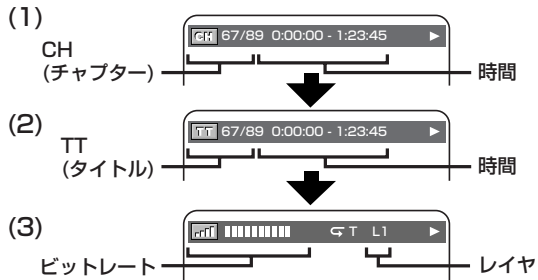 (1)
CH
(チャプター)
CH 67/89 0:00:00 - 1:23:45
時間
(2)
TT
(タイトル)
TT 67/89 0:00:00 - 1:23:45
時間
(3)
T L1
ビットレート
レイヤ